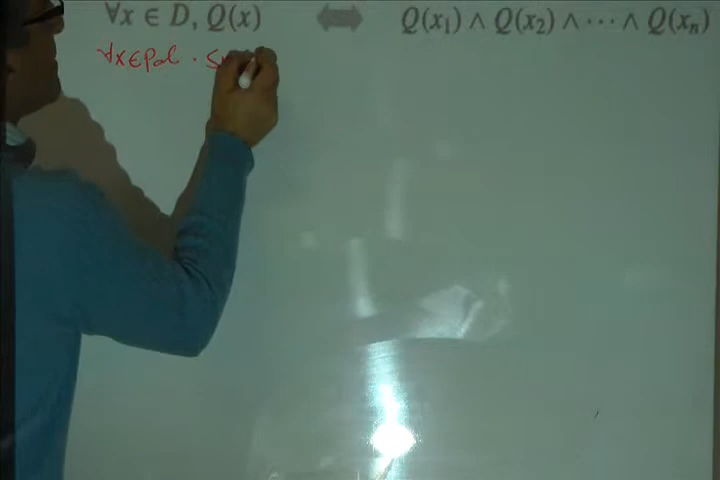 ∀x ∈ D, Q(x) ⟺ Q(x₁) ∧ Q(x₂) ∧ ⋯ ∧ Q(xₙ)
∀x∈Pol .